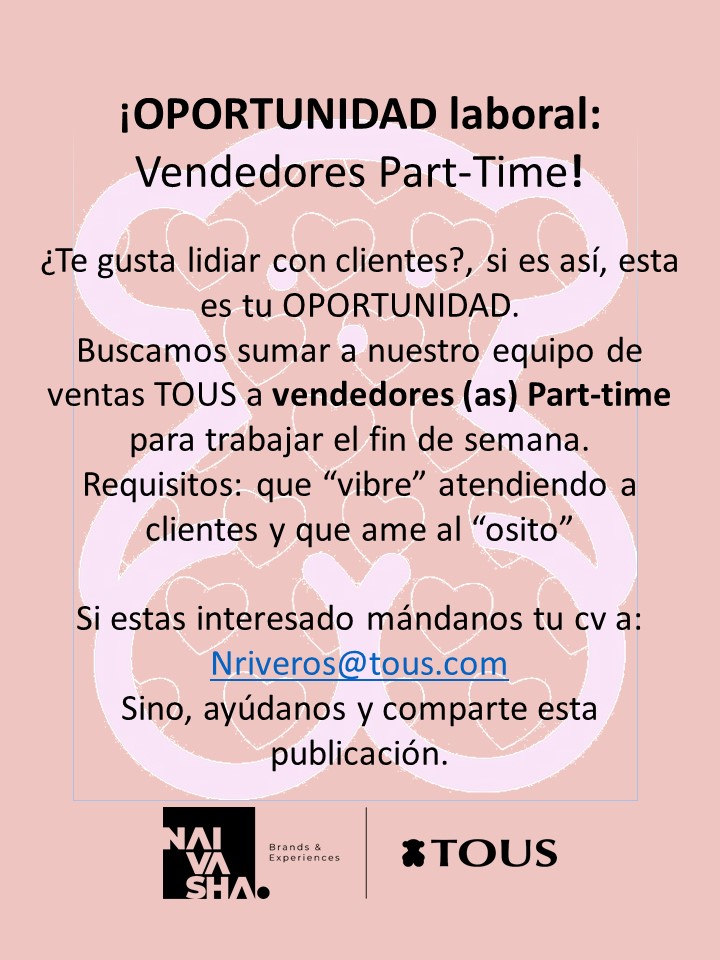 ¡OPORTUNIDAD laboral:
Vendedores Part-Time!
¿Te gusta lidiar con clientes?, si es así, esta
es tu OPORTUNIDAD.
Buscamos sumar a nuestro equipo de
ventas TOUS a vendedores (as) Part-time
para trabajar el fin de semana.
Requisitos: que “vibre” atendiendo a
clientes y que ame al “osito”
Si estas interesado mándanos tu cv a:
Nriveros@tous.com
Sino, ayúdanos y comparte esta
publicación.
NAI
VA
SHA.
Brands &
Experiences
TOUS